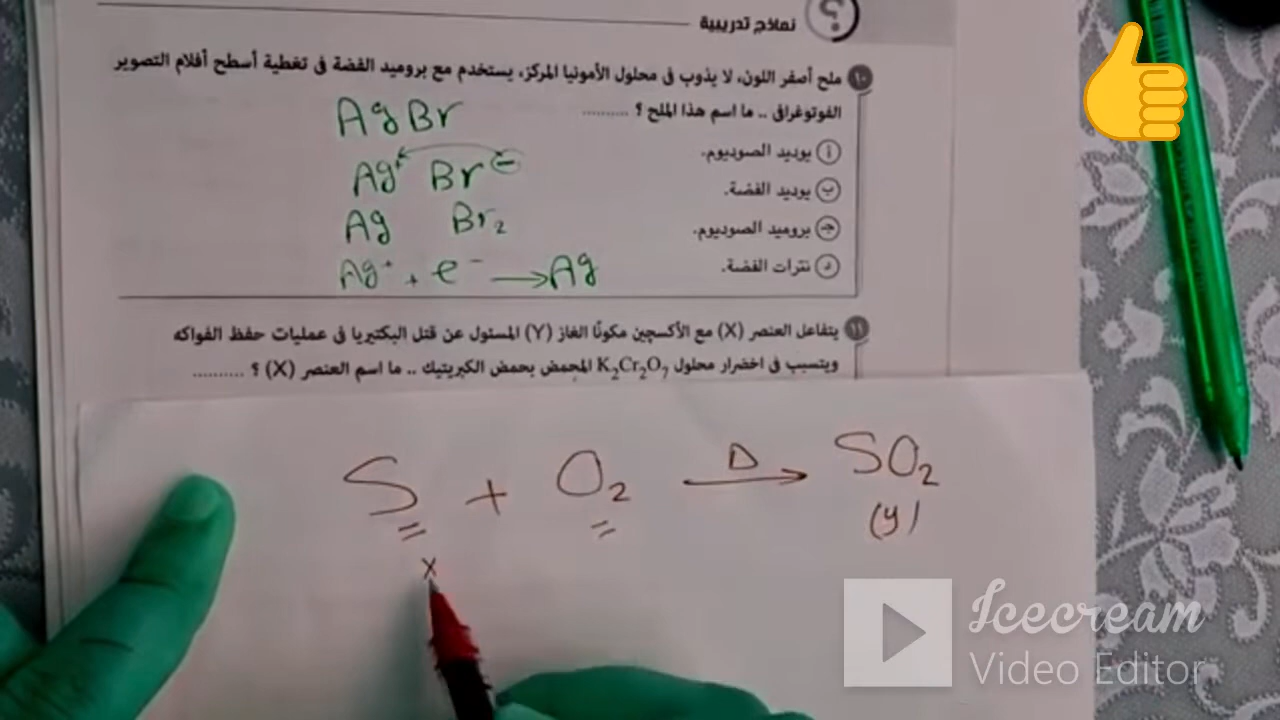 نماذج تدريبية
؟
١٠ ملح أصفر اللون، لا يذوب فى محلول الأمونيا المركز، يستخدم مع بروميد الفضة فى تغطية أسطح أفلام التصوير
الفوتوغرافى .. ما اسم هذا الملح ؟ ..........
أ يوديد الصوديوم.
ب يوديد الفضة.
ج بروميد الصوديوم.
د نترات الفضة.
AgBr
Ag⁺ Br⁻
Ag Br₂
Ag⁺ + e⁻ → Ag
١١ يتفاعل العنصر (X) مع الأكسچين مكونًا الغاز (Y) المسئول عن قتل البكتيريا فى عمليات حفظ الفواكه
ويتسبب فى اخضرار محلول K₂Cr₂O₇ المحمض بحمض الكبريتيك .. ما اسم العنصر (X) ؟ ..........
S + O₂ Δ→ SO₂
(y)
x
Icecream
Video Editor